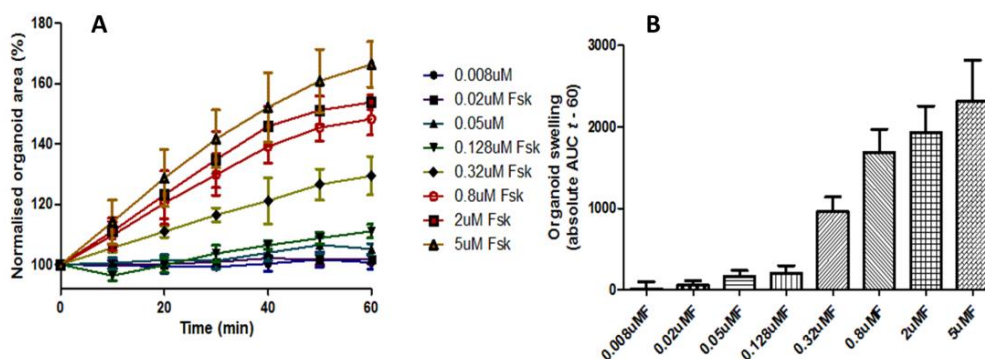 A
Normalised organoid area (%)
180
160
140
120
100
0
20
40
60
Time (min)
0.008uM
0.02uM Fsk
0.05uM
0.128uM Fsk
0.32uM Fsk
0.8uM Fsk
2uM Fsk
5uM Fsk
B
Organoid swelling
(absolute AUC t - 60)
3000
2000
1000
0
0.008uMF
0.02uMF
0.05uMF
0.128uMF
0.32uMF
0.8uMF
2uMF
5uMF